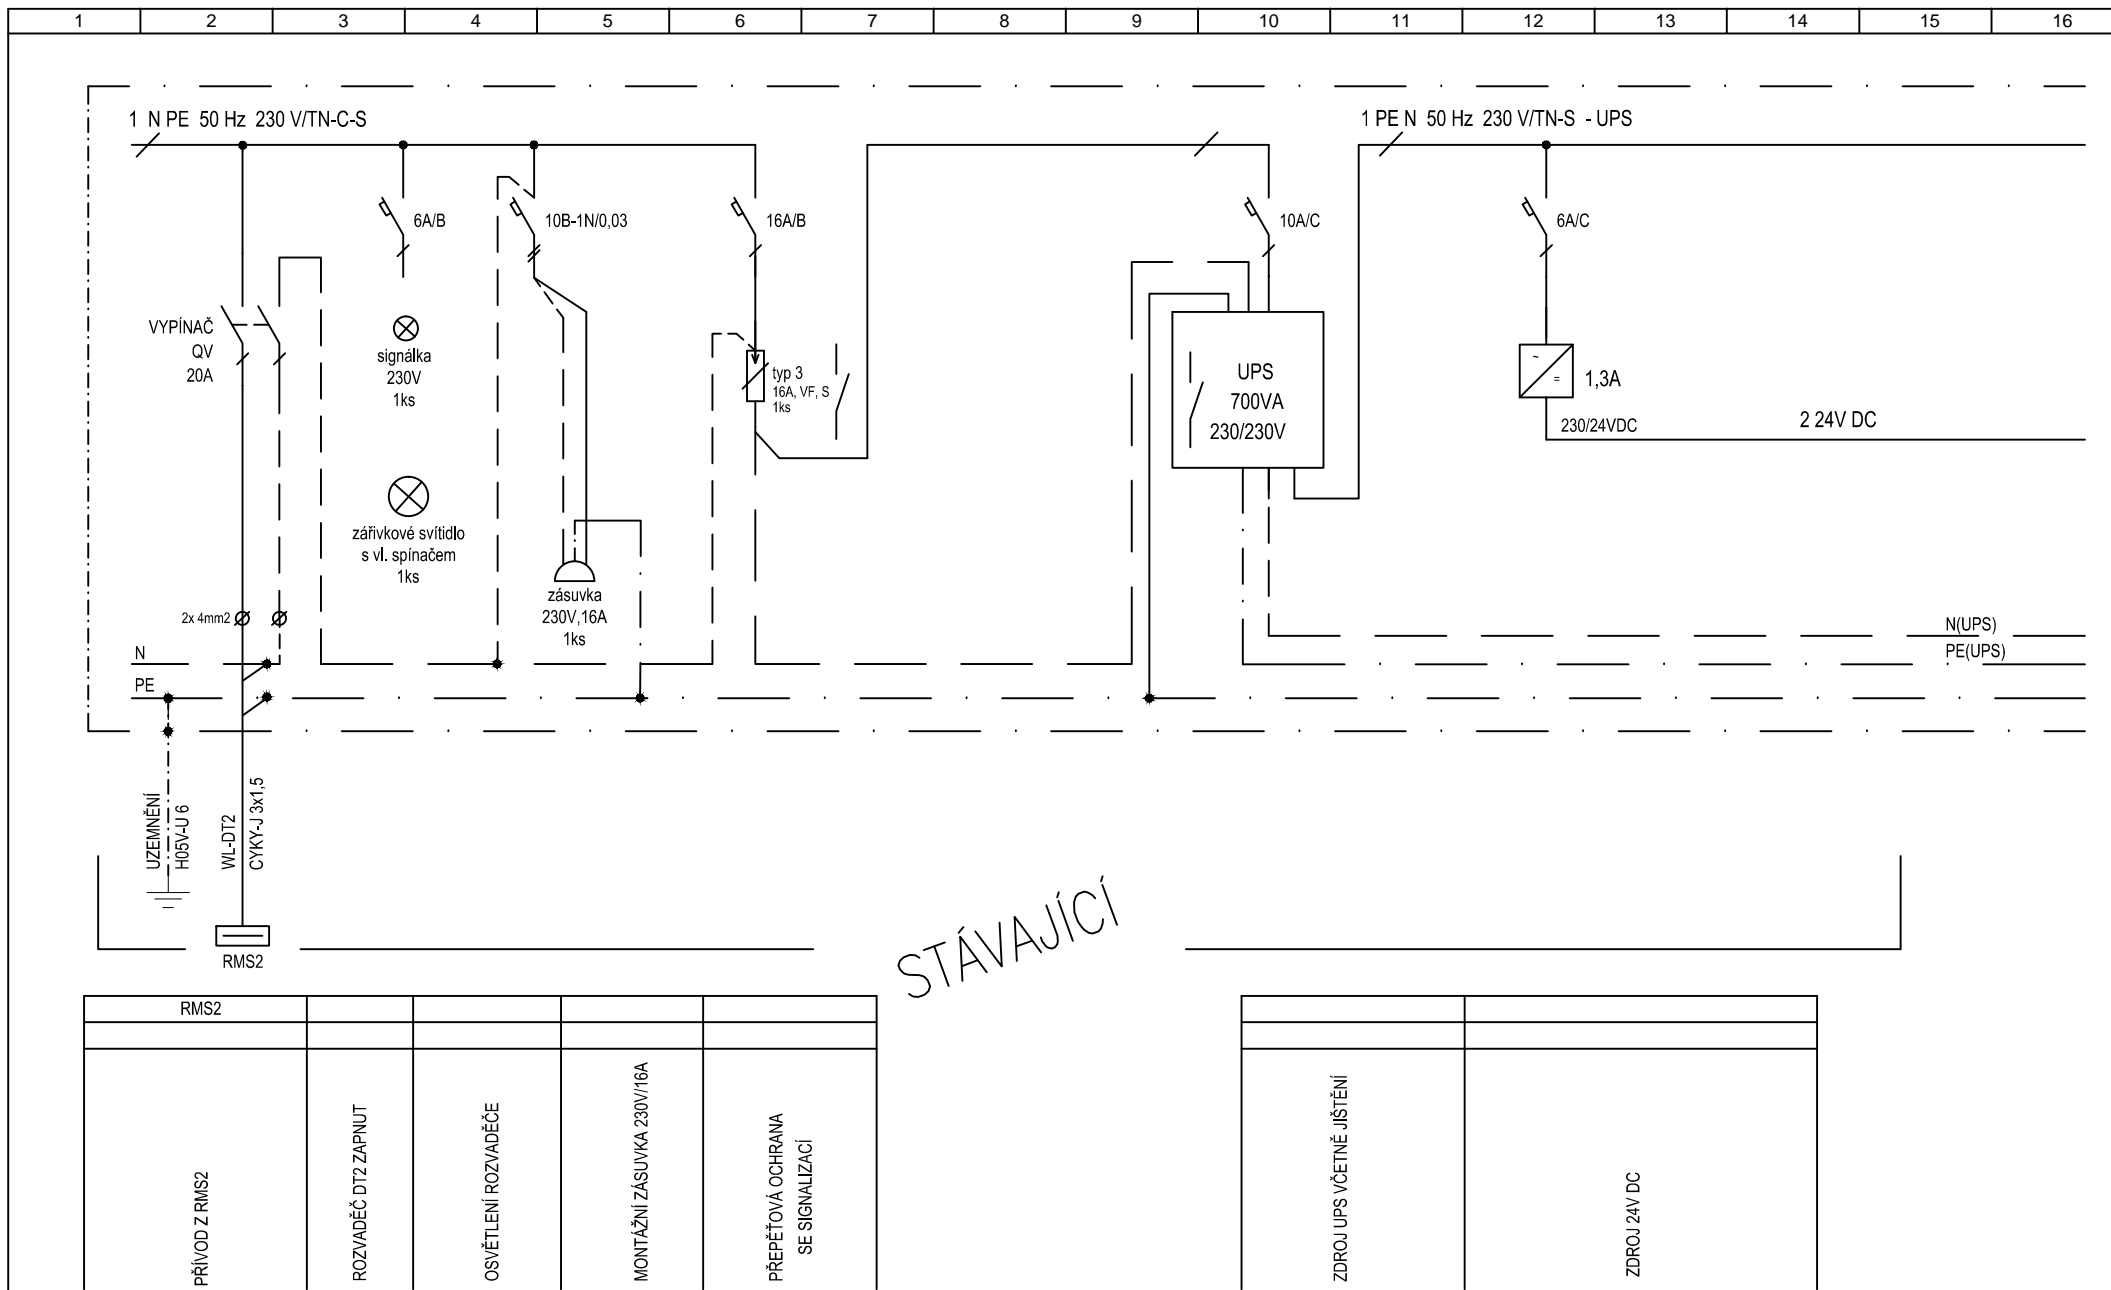 1 2 3 4 5 6 7 8 9 10 11 12 13 14 15 16
1 N PE 50 Hz 230 V/TN-C-S
1 PE N 50 Hz 230 V/TN-S - UPS
6A/B
10B-1N/0,03
16A/B
10A/C
6A/C
VYPÍNAČ
QV
20A
signálka
230V
1ks
typ 3
16A, VF, S
1ks
UPS
700VA
230/230V
~
=
1,3A
230/24VDC
2 24V DC
zářivkové svítidlo
s vl. spínačem
1ks
zásuvka
230V,16A
1ks
2x 4mm2
N
PE
N(UPS)
PE(UPS)
UZEMNĚNÍ
H05V-U 6
WL-DT2
CYKY-J 3x1,5
RMS2
STÁVAJÍCÍ
RMS2
PŘÍVOD Z RMS2
ROZVADĚČ DT2 ZAPNUT
OSVĚTLENÍ ROZVADĚČE
MONTÁŽNÍ ZÁSUVKA 230V/16A
PŘEPĚŤOVÁ OCHRANA
SE SIGNALIZACÍ
ZDROJ UPS VČETNĚ JIŠTĚNÍ
ZDROJ 24V DC